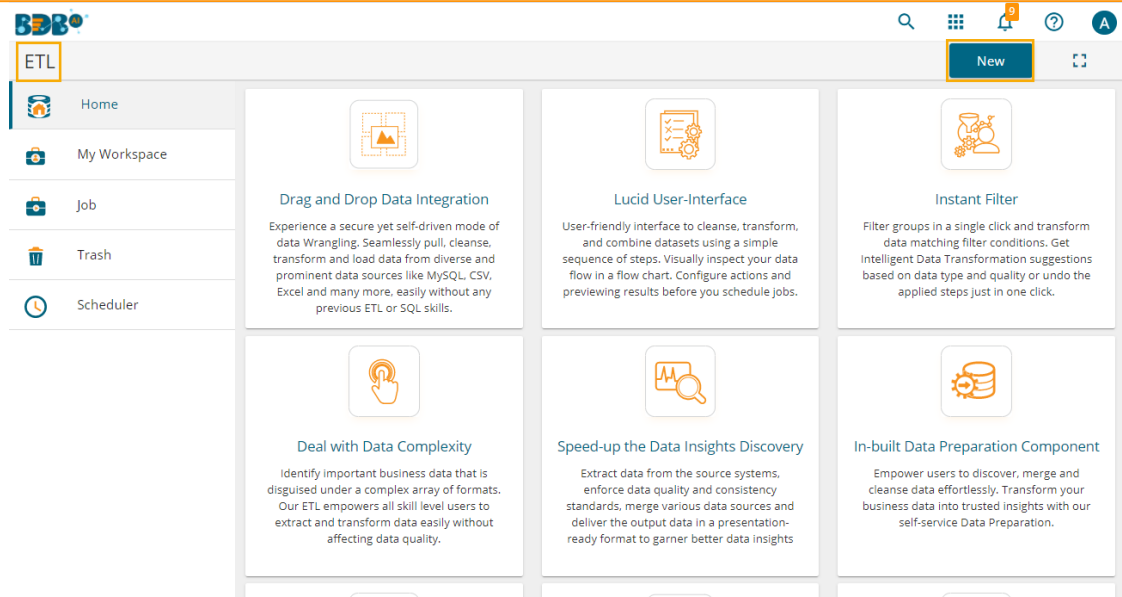 BDB AI
9
A
ETL
New
Home
My Workspace
Job
Trash
Scheduler
Drag and Drop Data Integration
Experience a secure yet self-driven mode of
data Wrangling. Seamlessly pull, cleanse,
transform and load data from diverse and
prominent data sources like MySQL, CSV,
Excel and many more, easily without any
previous ETL or SQL skills.
Lucid User-Interface
User-friendly interface to cleanse, transform,
and combine datasets using a simple
sequence of steps. Visually inspect your data
flow in a flow chart. Configure actions and
previewing results before you schedule jobs.
Instant Filter
Filter groups in a single click and transform
data matching filter conditions. Get
Intelligent Data Transformation suggestions
based on data type and quality or undo the
applied steps just in one click.
Deal with Data Complexity
Identify important business data that is
disguised under a complex array of formats.
Our ETL empowers all skill level users to
extract and transform data easily without
affecting data quality.
Speed-up the Data Insights Discovery
Extract data from the source systems,
enforce data quality and consistency
standards, merge various data sources and
deliver the output data in a presentation-
ready format to garner better data insights
In-built Data Preparation Component
Empower users to discover, merge and
cleanse data effortlessly. Transform your
business data into trusted insights with our
self-service Data Preparation.